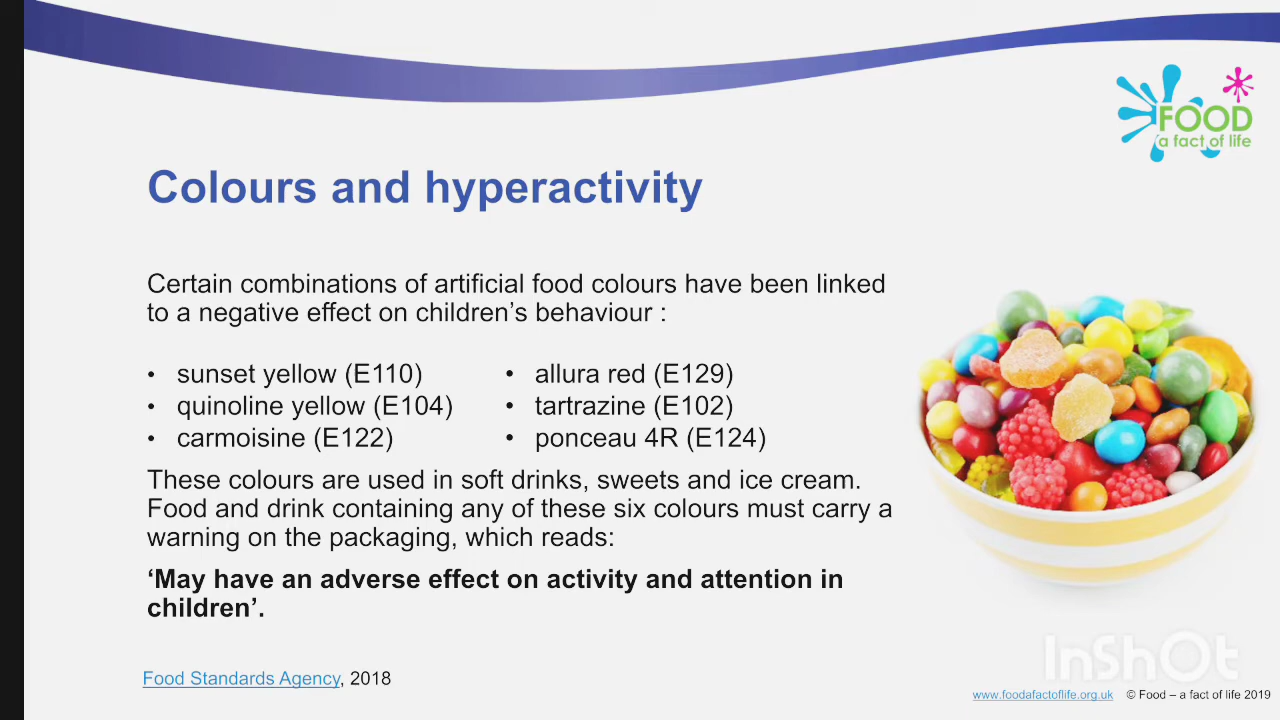 FOOD
a fact of life
Colours and hyperactivity
Certain combinations of artificial food colours have been linked
to a negative effect on children’s behaviour :
• sunset yellow (E110)
• quinoline yellow (E104)
• carmoisine (E122)
• allura red (E129)
• tartrazine (E102)
• ponceau 4R (E124)
These colours are used in soft drinks, sweets and ice cream.
Food and drink containing any of these six colours must carry a
warning on the packaging, which reads:
‘May have an adverse effect on activity and attention in
children’.
Food Standards Agency, 2018
InShOt
www.foodafactoflife.org.uk © Food – a fact of life 2019